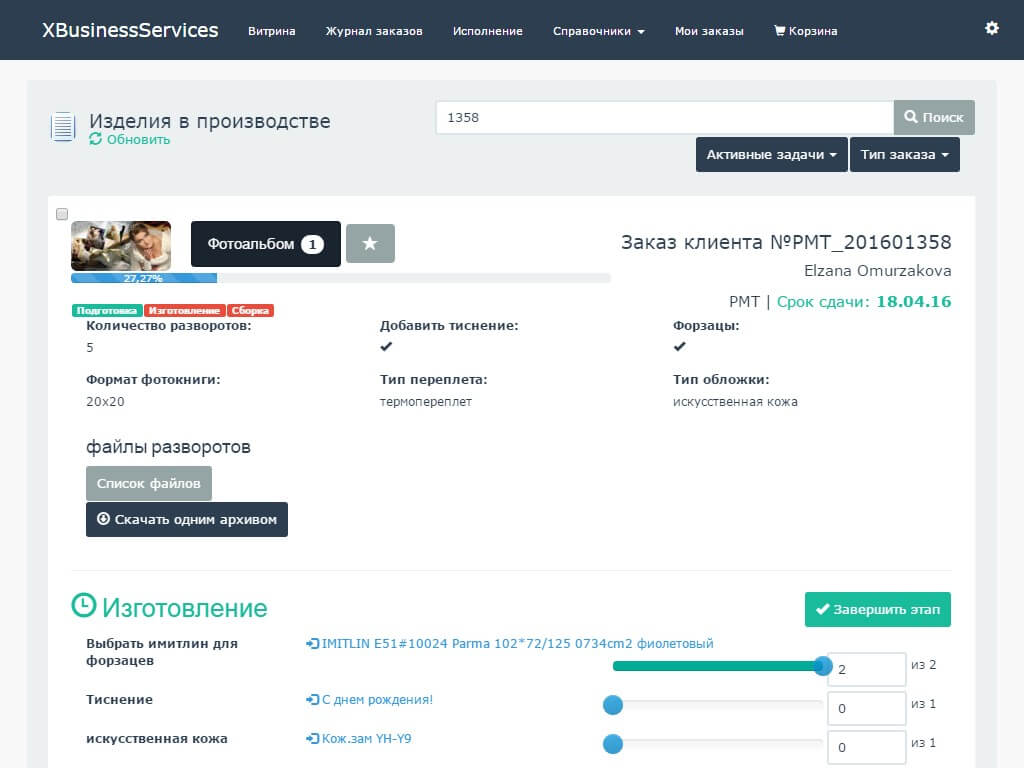 XBusinessServices Витрина Журнал заказов Исполнение Справочники Мои заказы Корзина
Изделия в производстве
Обновить
1358
Поиск
Активные задачи Тип заказа
Фотоальбом 1
27,27%
Заказ клиента №РМТ_201601358
Elzana Omurzakova
РМТ | Срок сдачи: 18.04.16
Подготовка Изготовление Сборка
Количество разворотов: Добавить тиснение: Форзацы:
5
Формат фотокниги: Тип переплета: Тип обложки:
20x20 термопереплет искусственная кожа
файлы разворотов
Список файлов
Скачать одним архивом
Изготовление
Завершить этап
Выбрать имитлин для
форзацев
IMITLIN E51#10024 Parma 102*72/125 0734cm2 фиолетовый
2 из 2
Тиснение С днем рождения! 0 из 1
искусственная кожа Кож.зам YH-Y9 0 из 1